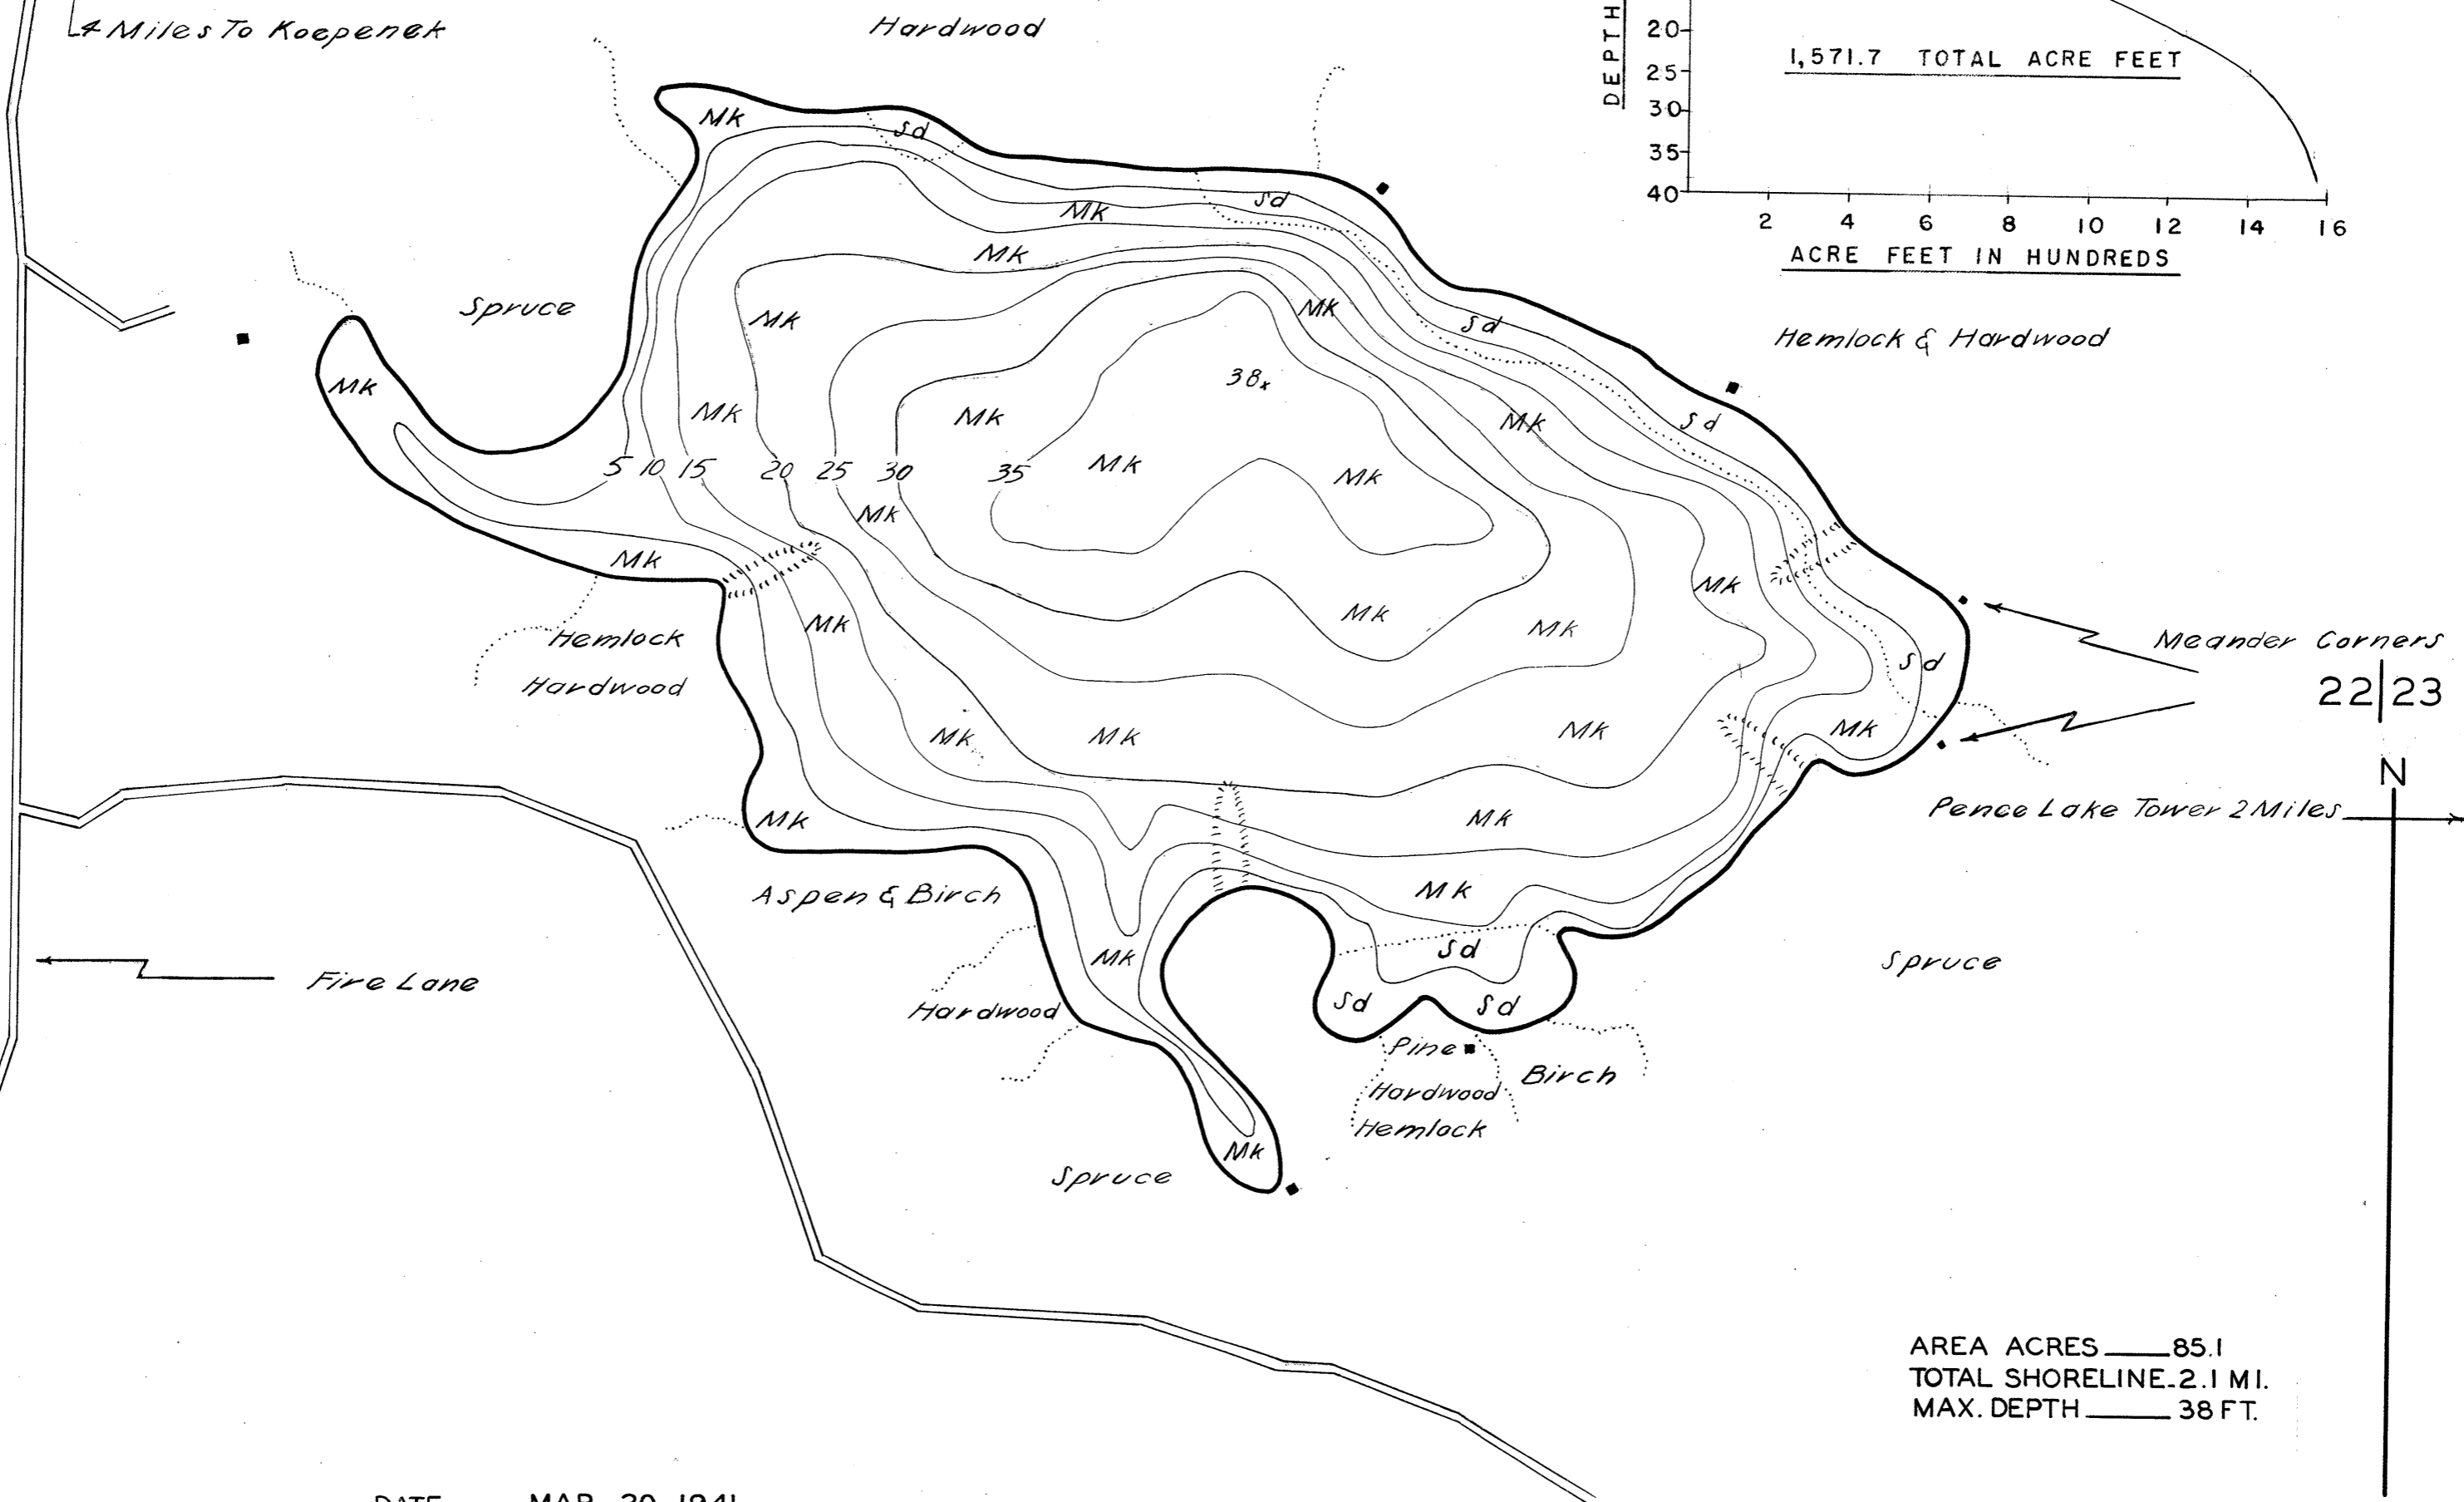 4 Miles To Koepenek
Hardwood
DEPTH
20
25
30
35
40
1,571.7 TOTAL ACRE FEET
2 4 6 8 10 12 14 16
ACRE FEET IN HUNDREDS
Mk
Sd
Sd
Mk
Mk
Spruce
Mk
Mk
Sd
Hemlock & Hardwood
Mk
38x
Mk
Mk
Mk
Sd
5 10 15 20 25 30 35
Mk
Mk
Mk
Mk
Mk
Mk
Mk
Mk
Mk
Hemlock
Hardwood
Sd
Meander Corners
22|23
Mk
Mk
Mk
Mk
N
Mk
Mk
Pence Lake Tower 2 Miles
Aspen & Birch
Mk
Mk
Sd
Spruce
Fire Lane
Hardwood
Sd
Sd
Pine
Birch
Hardwood
Hemlock
Mk
Spruce
AREA ACRES 85.1
TOTAL SHORELINE 2.1 MI.
MAX. DEPTH 38 FT.
DATE MAR. 20 1941